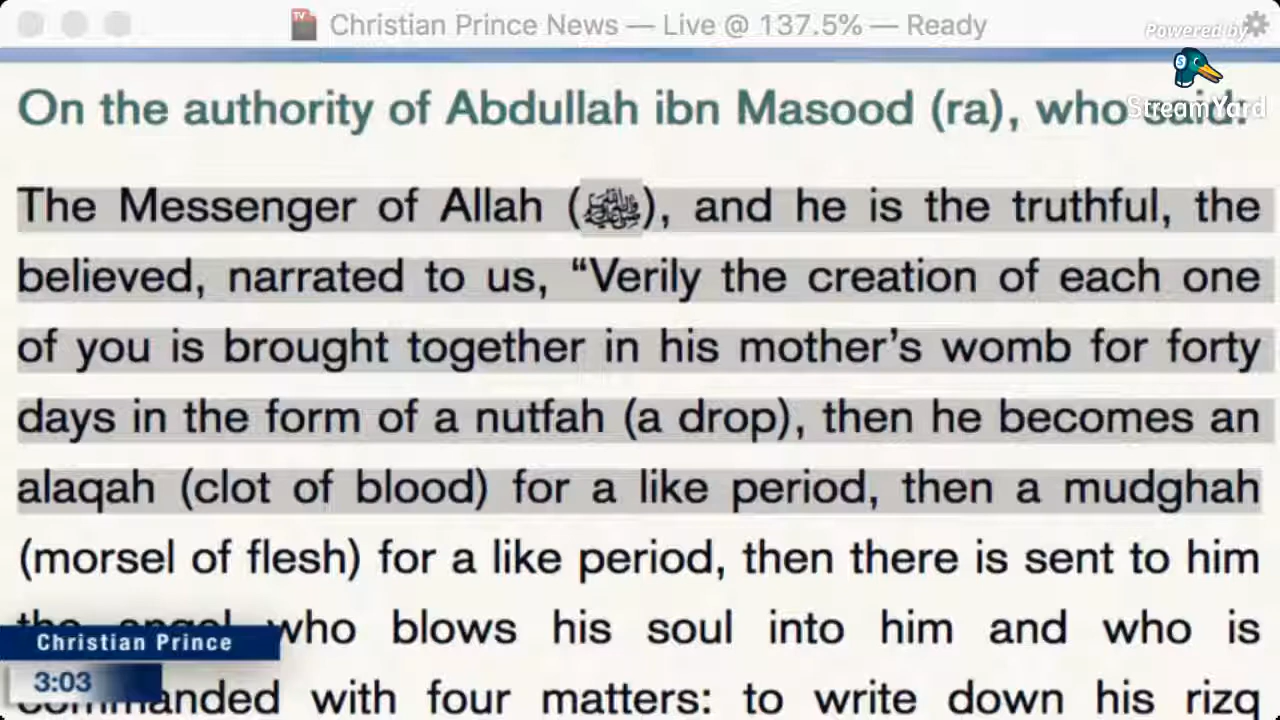 Christian Prince News — Live @ 137.5% — Ready
Powered by
StreamYard
On the authority of Abdullah ibn Masood (ra), who said:
The Messenger of Allah (ﷺ), and he is the truthful, the
believed, narrated to us, “Verily the creation of each one
of you is brought together in his mother’s womb for forty
days in the form of a nutfah (a drop), then he becomes an
alaqah (clot of blood) for a like period, then a mudghah
(morsel of flesh) for a like period, then there is sent to him
the angel who blows his soul into him and who is
commanded with four matters: to write down his rizq
Christian Prince
3:03